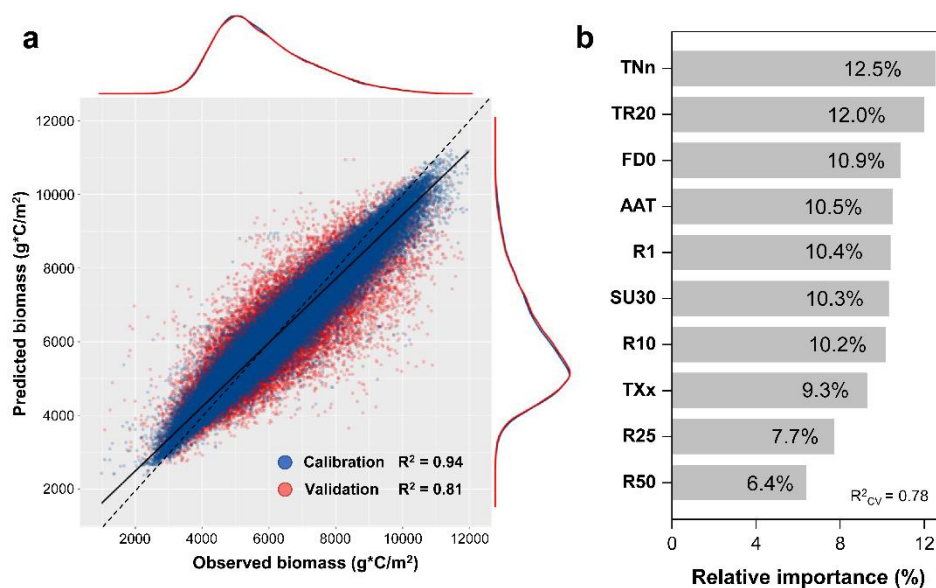 a
12000
10000
8000
6000
4000
2000
Predicted biomass (g*C/m²)
Calibration R² = 0.94
Validation R² = 0.81
2000 4000 6000 8000 10000 12000
Observed biomass (g*C/m²)
b
TNn 12.5%
TR20 12.0%
FD0 10.9%
AAT 10.5%
R1 10.4%
SU30 10.3%
R10 10.2%
TXx 9.3%
R25 7.7%
R50 6.4%
R²CV = 0.78
0 4 8 12
Relative importance (%)